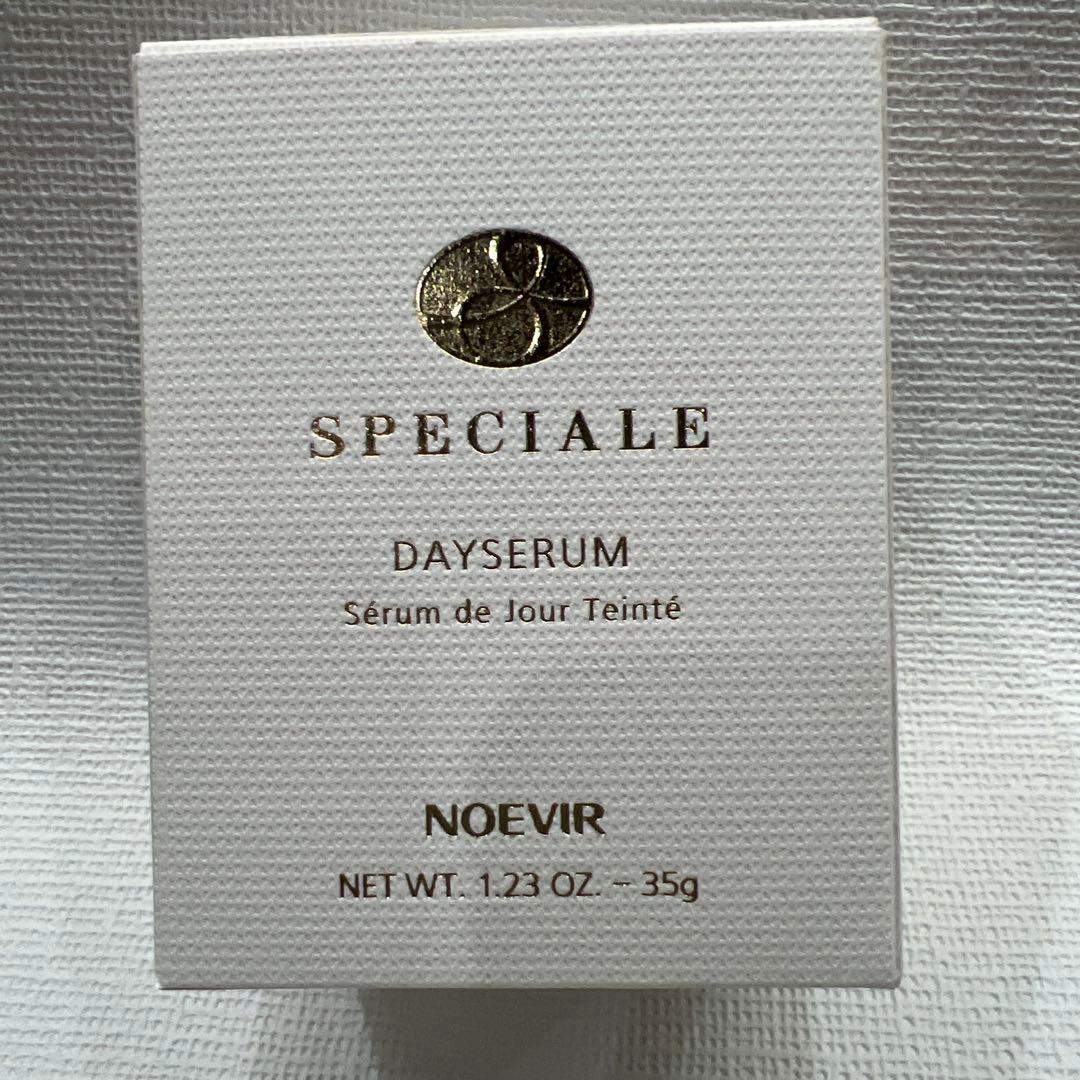 SPECIALE
DAYSERUM
Sérum de Jour Teinté
NOEVIR
NET WT. 1.23 OZ. – 35g